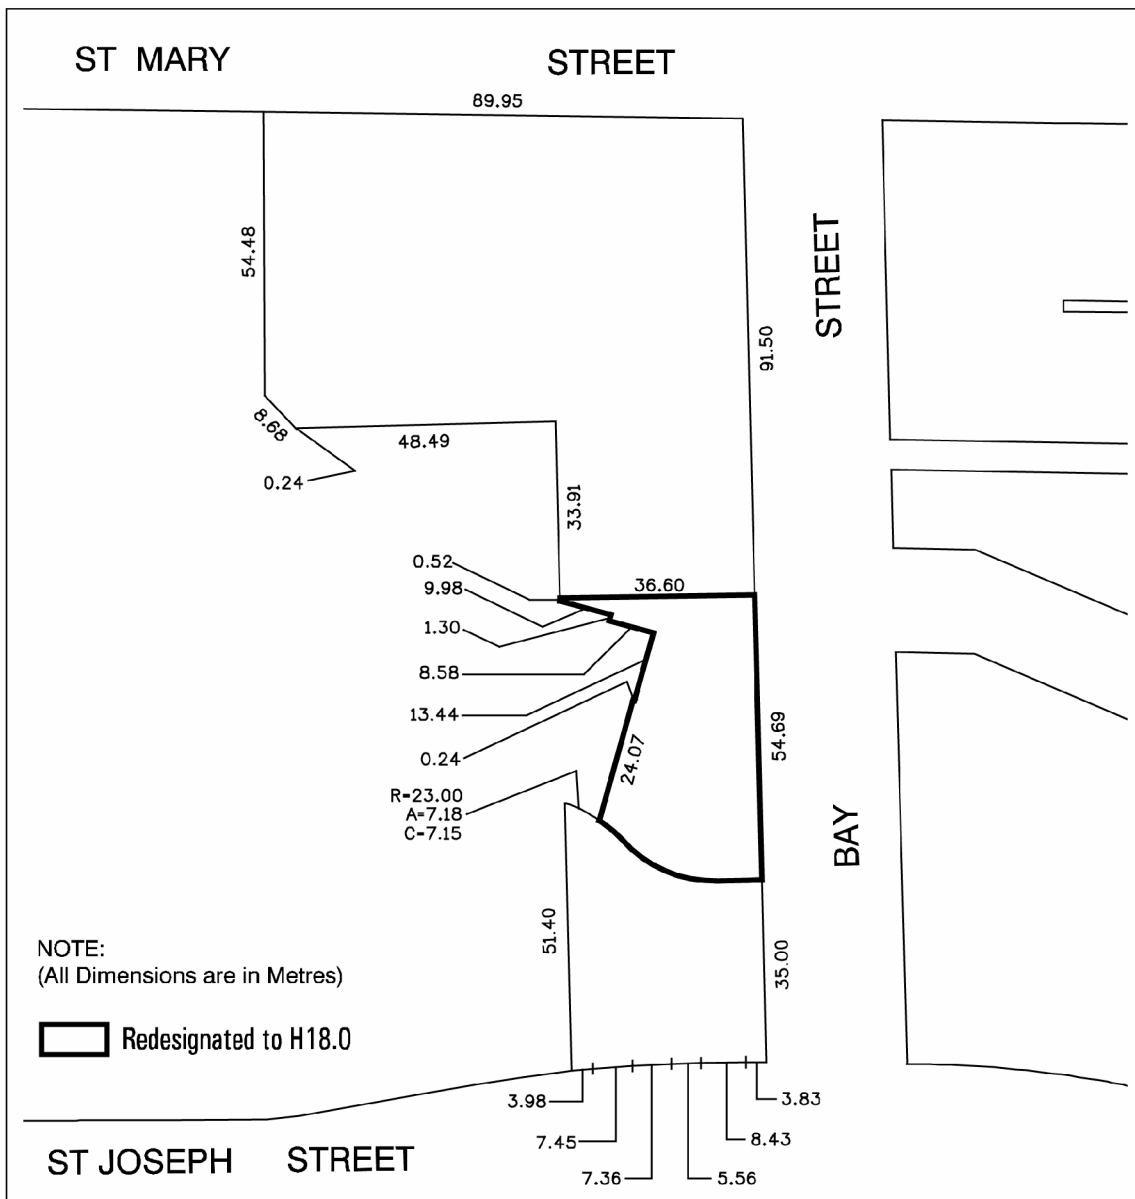 ST MARY STREET
89.95
54.48
STREET
91.50
8.68
48.49
0.24
33.91
0.52
36.60
9.98
1.30
8.58
13.44
54.69
0.24
24.07
R=23.00
A=7.18
C=7.15
BAY
51.40
35.00
NOTE:
(All Dimensions are in Metres)
Redesignated to H18.0
3.98
3.83
7.45
8.43
7.36
5.56
ST JOSEPH STREET